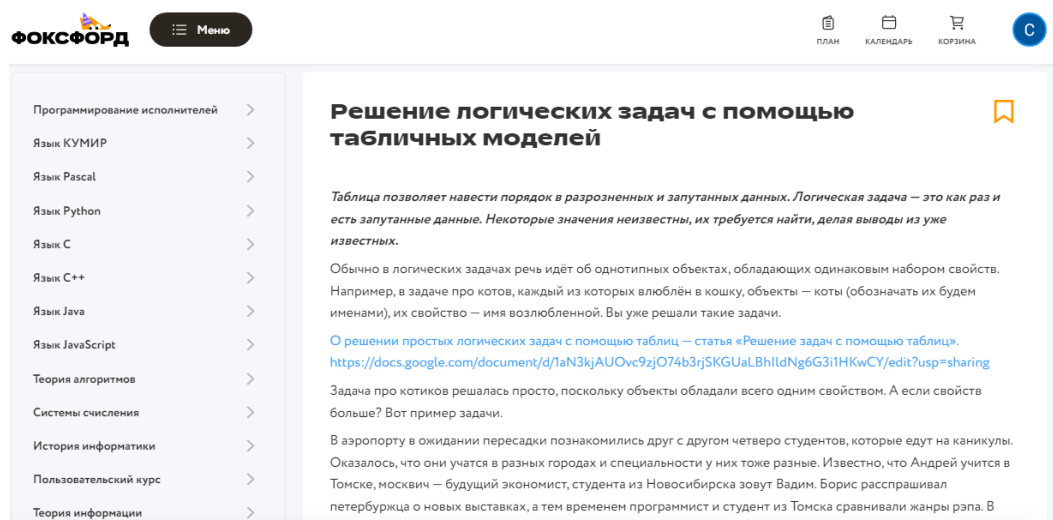 ФОКСФОРД
Меню
ПЛАН
КАЛЕНДАРЬ
КОРЗИНА
С
Программирование исполнителей
Язык КУМИР
Язык Pascal
Язык Python
Язык C
Язык C++
Язык Java
Язык JavaScript
Теория алгоритмов
Системы счисления
История информатики
Пользовательский курс
Теория информации
Решение логических задач с помощью
табличных моделей
Таблица позволяет навести порядок в разрозненных и запутанных данных. Логическая задача — это как раз и
есть запутанные данные. Некоторые значения неизвестны, их требуется найти, делая выводы из уже
известных.
Обычно в логических задачах речь идёт об однотипных объектах, обладающих одинаковым набором свойств.
Например, в задаче про котов, каждый из которых влюблён в кошку, объекты — коты (обозначать их будем
именами), их свойство — имя возлюбленной. Вы уже решали такие задачи.
О решении простых логических задач с помощью таблиц — статья «Решение задач с помощью таблиц».
https://docs.google.com/document/d/1aN3kjAUOvc9zjO74b3rjSKGUaLBhIldNg6G3i1HKwCY/edit?usp=sharing
Задача про котиков решалась просто, поскольку объекты обладали всего одним свойством. А если свойств
больше? Вот пример задачи.
В аэропорту в ожидании пересадки познакомились друг с другом четверо студентов, которые едут на каникулы.
Оказалось, что они учатся в разных городах и специальности у них тоже разные. Известно, что Андрей учится в
Томске, москвич — будущий экономист, студента из Новосибирска зовут Вадим. Борис расспрашивал
петербуржца о новых выставках, а тем временем программист и студент из Томска сравнивали жанры рэпа. В